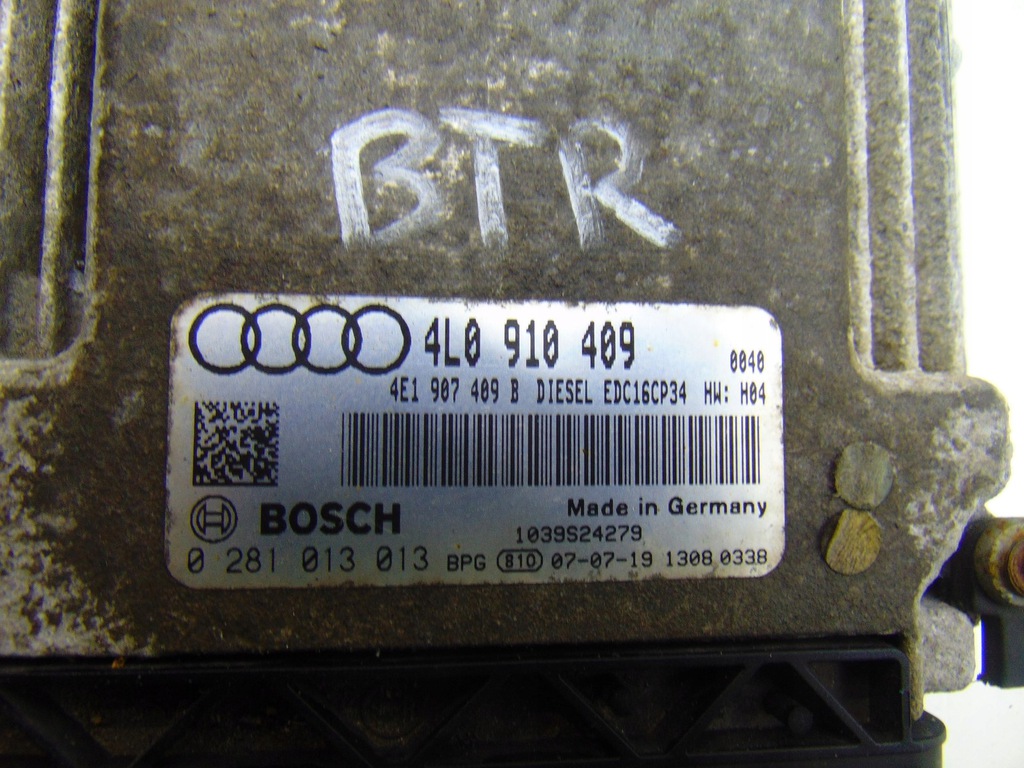 BTR
4L0 910 409
0040
4E1 907 409 B DIESEL EDC16CP34 HW: H04
BOSCH
Made in Germany
1039S24279
0 281 013 013 BPG 810 07-07-19 1308 0338